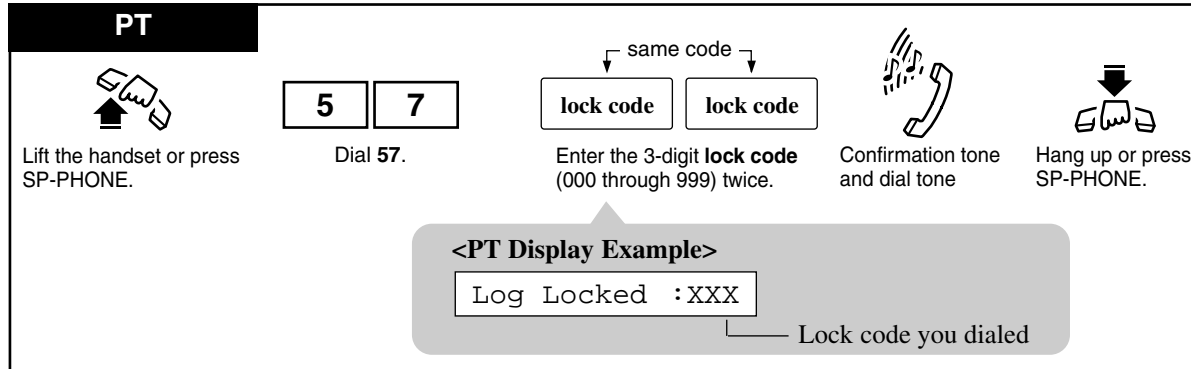 PT
same code
5 7
lock code lock code
Lift the handset or press
SP-PHONE.
Dial 57.
Enter the 3-digit lock code
(000 through 999) twice.
Confirmation tone
and dial tone
Hang up or press
SP-PHONE.
<PT Display Example>
Log Locked :XXX
Lock code you dialed